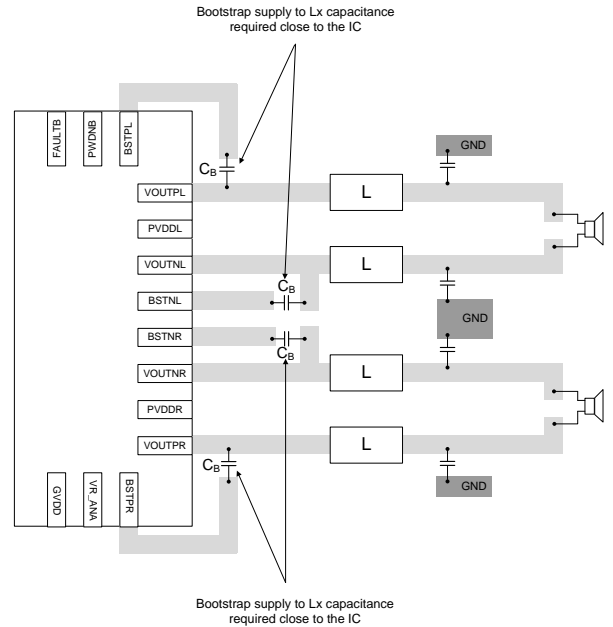 Bootstrap supply to Lx capacitance
required close to the IC
FAULTB
PWDNB
BSTPL
GND
CB
VOUTPL
L
PVDDL
VOUTNL
L
CB
BSTNL
GND
BSTNR
CB
VOUTNR
L
PVDDR
VOUTPR
L
CB
GND
GVDD
VR_ANA
BSTPR
Bootstrap supply to Lx capacitance
required close to the IC